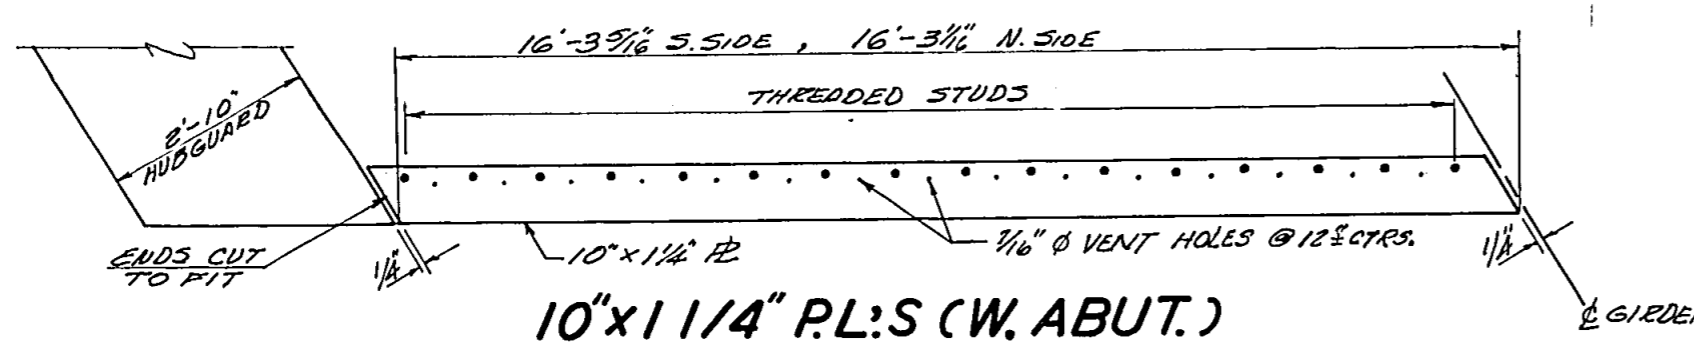 16'-3 5/16" S.SIDE , 16'-3 1/16" N. SIDE
THREADED STUDS
2'-10"
HUBGUARD
ENDS CUT
TO FIT
1/4"
10" x 1 1/4" PL
7/16" φ VENT HOLES @ 12"± CTRS.
1/4"
10"x1 1/4" P.L.'S (W. ABUT.)
℄ GIRDER